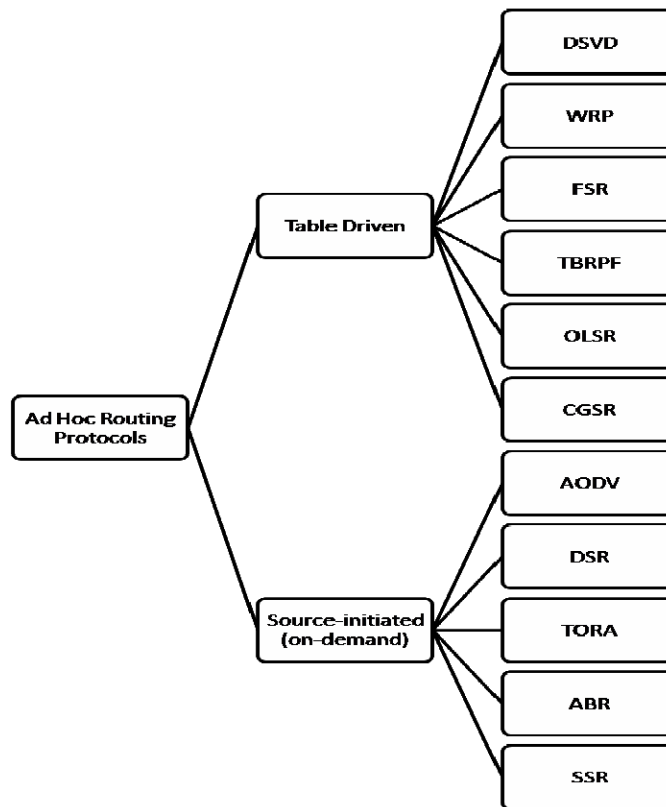 DSVD
WRP
FSR
Table Driven
TBRPF
OLSR
CGSR
Ad Hoc Routing
Protocols
AODV
DSR
Source-initiated
(on-demand)
TORA
ABR
SSR